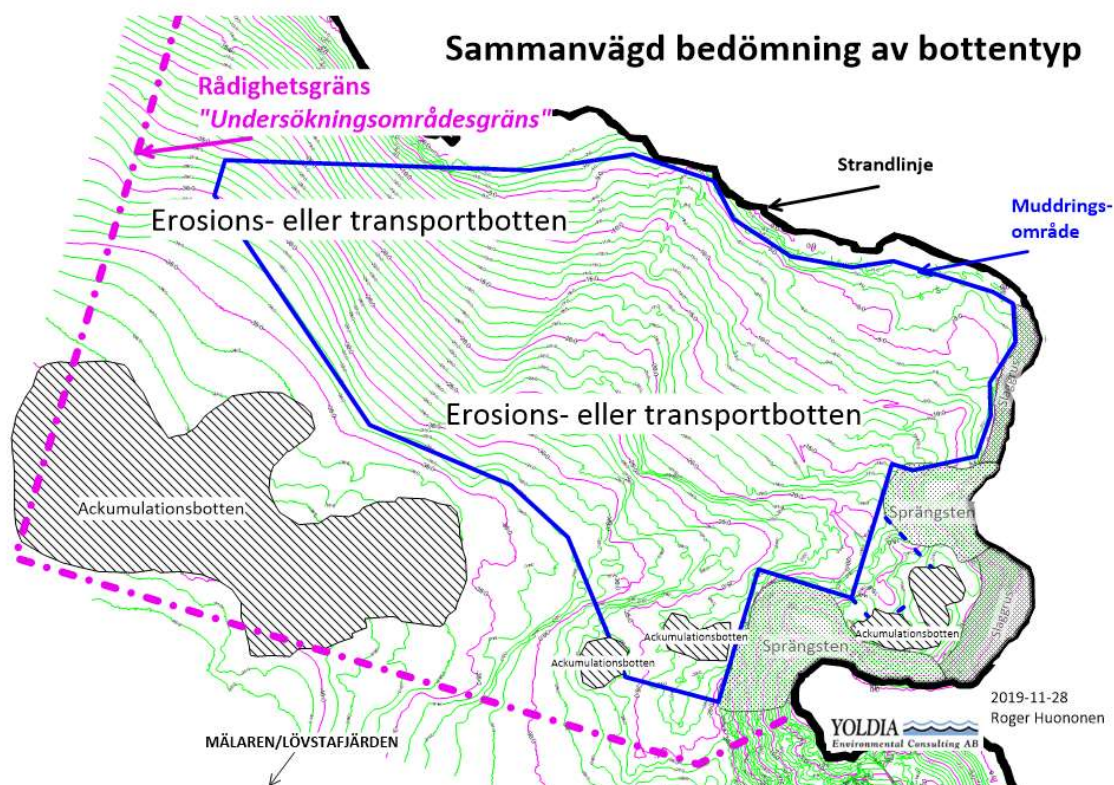 Sammanvägd bedömning av bottentyp
Rådighetsgräns
"Undersökningsområdesgräns"
Strandlinje
Muddrings-
område
Erosions- eller transportbotten
Erosions- eller transportbotten
Slaggrus
Ackumulationsbotten
Sprängsten
Ackumulationsbotten
Ackumulationsbotten
Ackumulationsbotten
Sprängsten
Slaggrus
2019-11-28
Roger Huononen
YOLDIA
Environmental Consulting AB
MÄLAREN/LÖVSTAFJÄRDEN